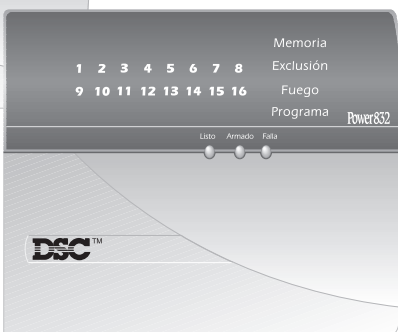 Memoria
1 2 3 4 5 6 7 8 Exclusión
9 10 11 12 13 14 15 16 Fuego
Programa
Power832
Listo Armado Falla
DSC™